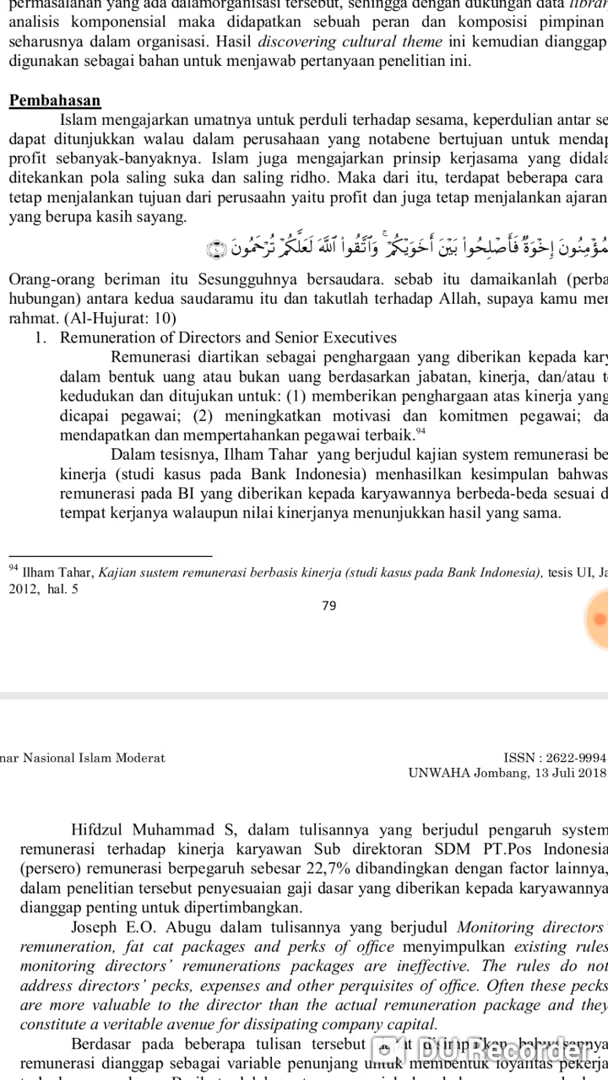 permasalahan yang ada dalamorganisasi tersebut, sehingga dengan dukungan data
analisis komponensial maka didapatkan sebuah peran dan komposisi pimpinan
seharusnya dalam organisasi. Hasil discovering cultural theme ini kemudian dianggap
digunakan sebagai bahan untuk menjawab pertanyaan penelitian ini.
Pembahasan
Islam mengajarkan umatnya untuk perduli terhadap sesama, keperdulian antar se
dapat ditunjukkan walau dalam perusahaan yang notabene bertujuan untuk mendap
profit sebanyak-banyaknya. Islam juga mengajarkan prinsip kerjasama yang didala
ditekankan pola saling suka dan saling ridho. Maka dari itu, terdapat beberapa cara
tetap menjalankan tujuan dari perusaahn yaitu profit dan juga tetap menjalankan ajaran
yang berupa kasih sayang.
مُؤْمِنُونَ إِخْوَةٌ فَأَصْلِحُوا۟ بَيْنَ أَخَوَيْكُمْ ۚ وَٱتَّقُوا۟ ٱللَّهَ لَعَلَّكُمْ تُرْحَمُونَ
Orang-orang beriman itu Sesungguhnya bersaudara. sebab itu damaikanlah (perba
hubungan) antara kedua saudaramu itu dan takutlah terhadap Allah, supaya kamu men
rahmat. (Al-Hujurat: 10)
1. Remuneration of Directors and Senior Executives
Remunerasi diartikan sebagai penghargaan yang diberikan kepada kary
dalam bentuk uang atau bukan uang berdasarkan jabatan, kinerja, dan/atau t
kedudukan dan ditujukan untuk: (1) memberikan penghargaan atas kinerja yang
dicapai pegawai; (2) meningkatkan motivasi dan komitmen pegawai; da
mendapatkan dan mempertahankan pegawai terbaik.94
Dalam tesisnya, Ilham Tahar yang berjudul kajian system remunerasi be
kinerja (studi kasus pada Bank Indonesia) menhasilkan kesimpulan bahwas
remunerasi pada BI yang diberikan kepada karyawannya berbeda-beda sesuai d
tempat kerjanya walaupun nilai kinerjanya menunjukkan hasil yang sama.
94 Ilham Tahar, Kajian sustem remunerasi berbasis kinerja (studi kasus pada Bank Indonesia), tesis UI, Ja
2012, hal. 5
79
nar Nasional Islam Moderat
ISSN : 2622-9994
UNWAHA Jombang, 13 Juli 2018
Hifdzul Muhammad S, dalam tulisannya yang berjudul pengaruh system
remunerasi terhadap kinerja karyawan Sub direktoran SDM PT.Pos Indonesia
(persero) remunerasi berpegaruh sebesar 22,7% dibandingkan dengan factor lainnya,
dalam penelitian tersebut penyesuaian gaji dasar yang diberikan kepada karyawannya
dianggap penting untuk dipertimbangkan.
Joseph E.O. Abugu dalam tulisannya yang berjudul Monitoring directors'
remuneration, fat cat packages and perks of office menyimpulkan existing rules
monitoring directors' remunerations packages are ineffective. The rules do not
address directors' pecks, expenses and other perquisites of office. Often these pecks
are more valuable to the director than the actual remuneration package and they
constitute a veritable avenue for dissipating company capital.
Berdasar pada beberapa tulisan tersebut
DU Recorder
remunerasi dianggap sebagai variable penunjang untuk membentuk loyalitas pekerja